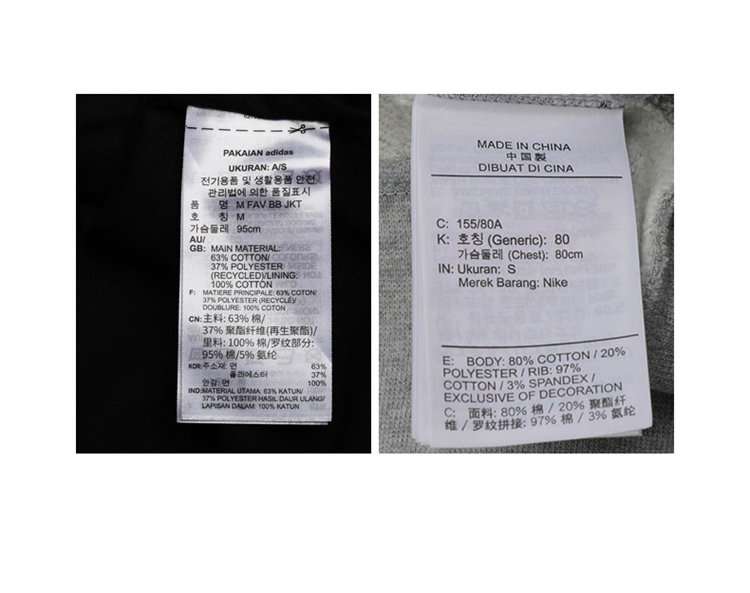 PAKAIAN adidas
UKURAN: A/S
전기용품 및 생활용품 안전
관리법에 의한 품질표시
품 명 M FAV BB JKT
호 칭 M
가슴둘레 95cm
AU/
GB: MAIN MATERIAL:
63% COTTON/
37% POLYESTER
(RECYCLED)/LINING:
100% COTTON
F: MATIERE PRINCIPALE: 63% COTON/
37% POLYESTER (RECYCLE)/
DOUBLURE: 100% COTON
CN: 主料: 63% 棉/
37% 聚酯纤维(再生聚酯)/
里料: 100% 棉/罗纹部分:
95% 棉/5% 氨纶
KOR: 주소재: 면 63%
폴리에스터 37%
안감: 면 100%
IND: MATERIAL UTAMA: 63% KATUN/
37% POLYESTER HASIL DAUR ULANG/
LAPISAN DALAM: 100% KATUN
MADE IN CHINA
中国製
DIBUAT DI CINA
C: 155/80A
K: 호칭 (Generic): 80
가슴둘레 (Chest): 80cm
IN: Ukuran: S
Merek Barang: Nike
E: BODY: 80% COTTON / 20%
POLYESTER / RIB: 97%
COTTON / 3% SPANDEX /
EXCLUSIVE OF DECORATION
C: 面料: 80% 棉 / 20% 聚酯纤
维 / 罗纹拼接: 97% 棉 / 3% 氨纶